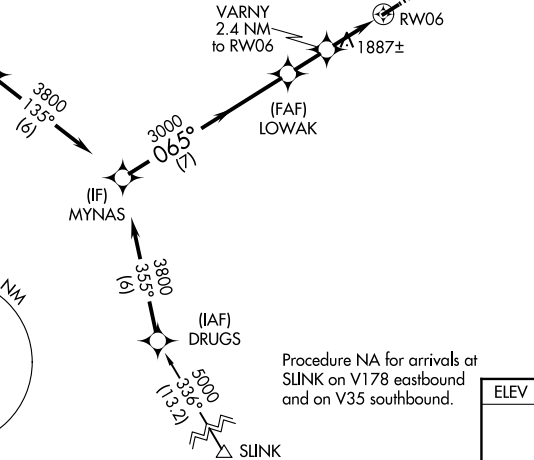 VARNY
2.4 NM
to RW06
RW06
1887±
(FAF)
LOWAK
3800
135°
(6)
3000
065°
(7)
(IF)
MYNAS
3800
355°
(6)
NM
(IAF)
DRUGS
5000
336°
(13.2)
SLINK
Procedure NA for arrivals at
SLINK on V178 eastbound
and on V35 southbound.
ELEV